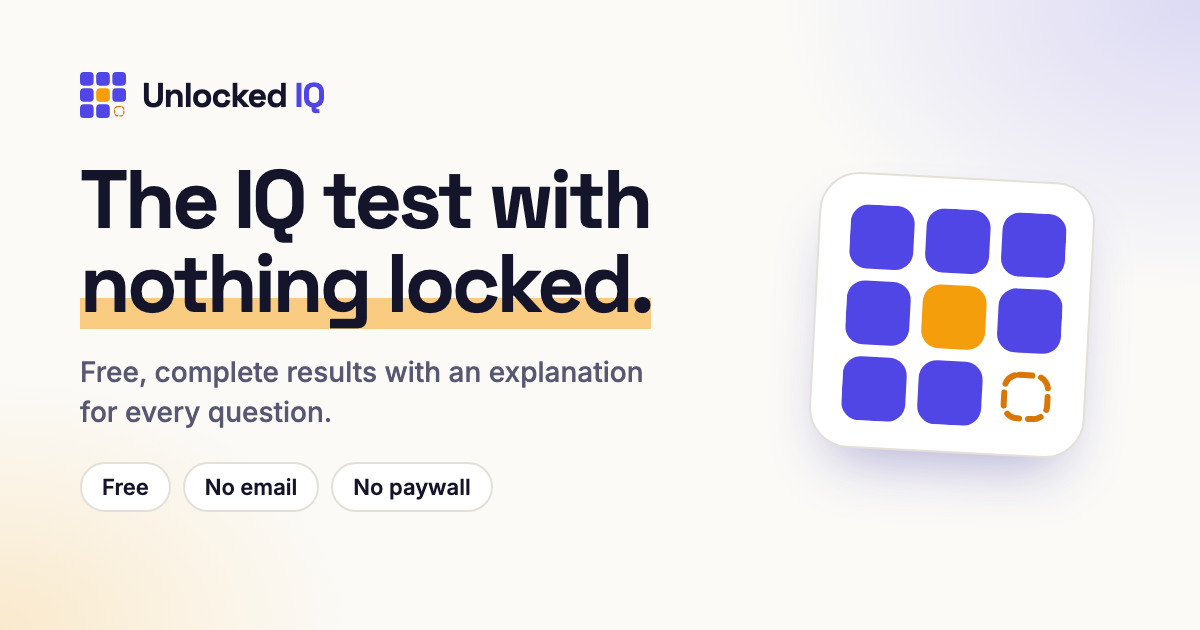 Unlocked IQ
The IQ test with
nothing locked.
Free, complete results with an explanation
for every question.
Free
No email
No paywall